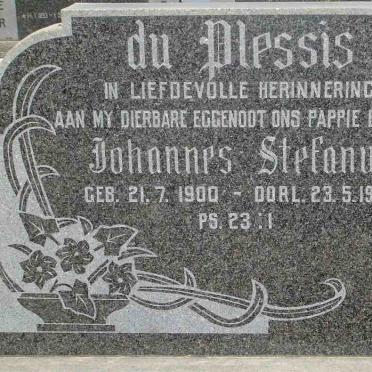 du Plessis
IN LIEFDEVOLLE HERINNERING
AAN MY DIERBARE EGGENOOT ONS PAPPIE
Johannes Stefanu
GEB. 21.7. 1900 - OORL. 23.5.19
PS. 23:1